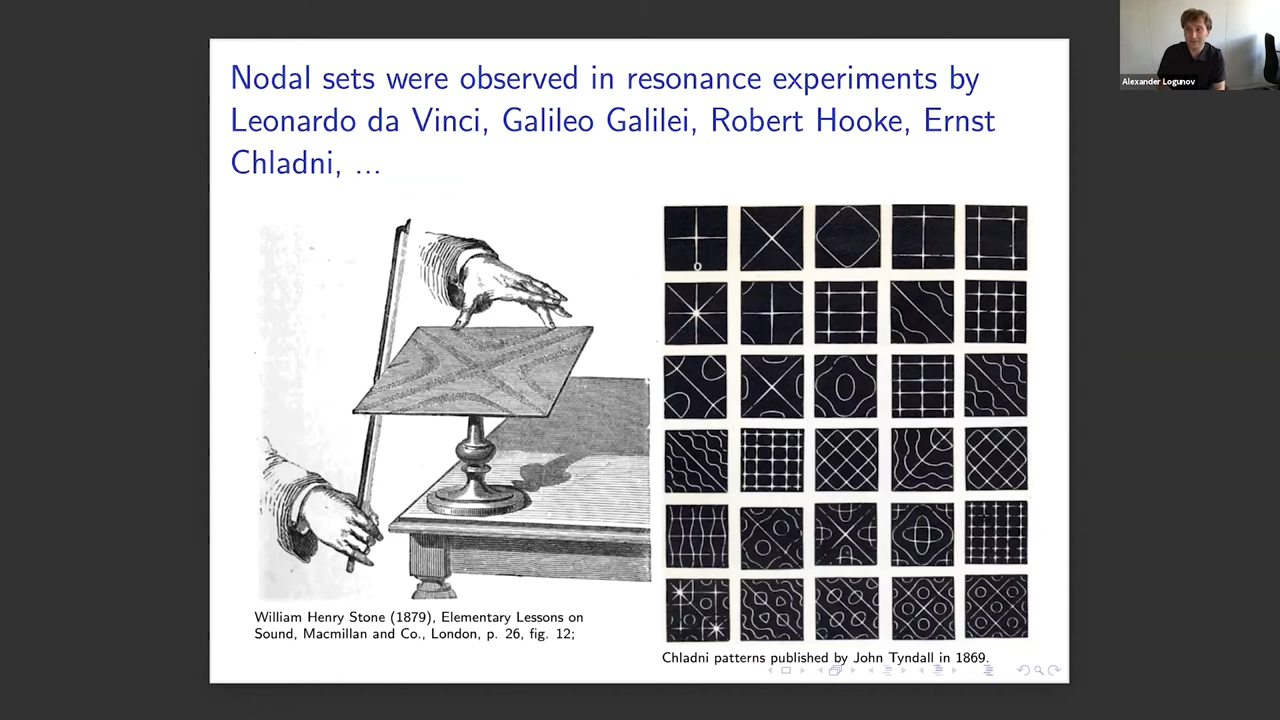 Nodal sets were observed in resonance experiments by
Leonardo da Vinci, Galileo Galilei, Robert Hooke, Ernst
Chladni, ...
Alexander Logunov
William Henry Stone (1879), Elementary Lessons on
Sound, Macmillan and Co., London, p. 26, fig. 12;
Chladni patterns published by John Tyndall in 1869.